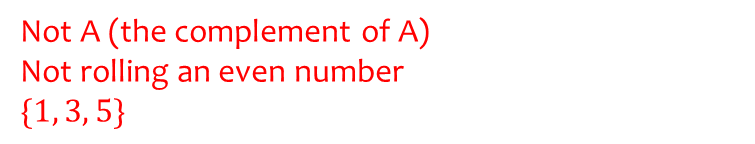 Not A (the complement of A)
Not rolling an even number
{1, 3, 5}